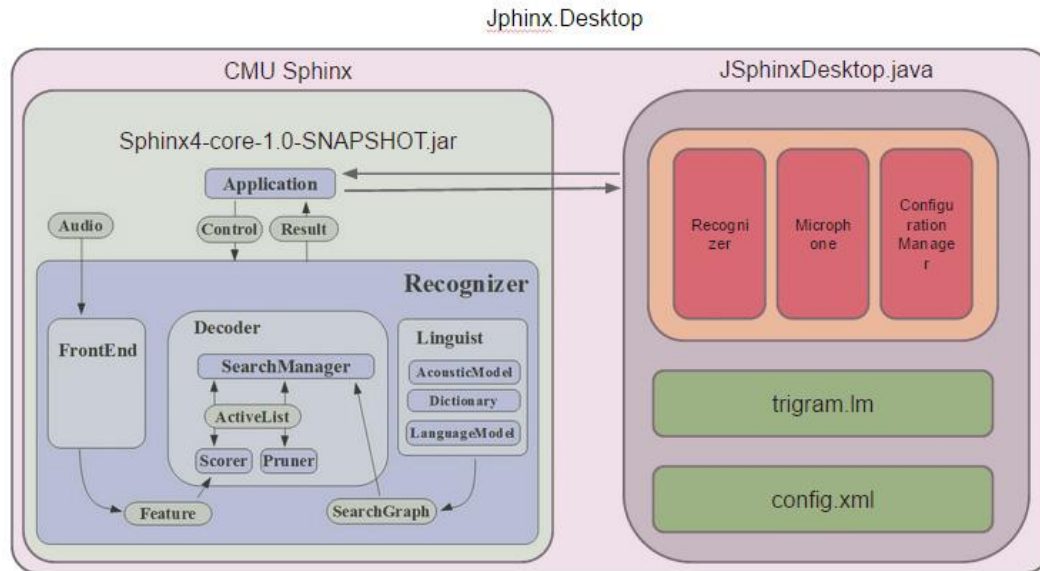 Jphinx.Desktop
CMU Sphinx
JSphinxDesktop.java
Sphinx4-core-1.0-SNAPSHOT.jar
Application
Audio
Control
Result
Recognizer
FrontEnd
Decoder
SearchManager
ActiveList
Scorer
Pruner
Linguist
AcousticModel
Dictionary
LanguageModel
Feature
SearchGraph
Recogni
zer
Microph
one
Configu
ration
Manage
r
trigram.lm
config.xml